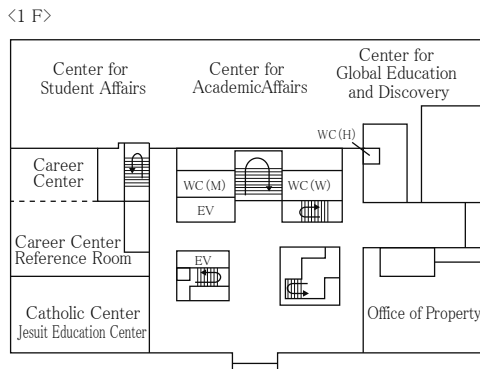 <1 F>
Center for
Student Affairs
Center for
AcademicAffairs
Center for
Global Education
and Discovery
WC(H)
Career
Center
WC(M)
WC(W)
EV
Career Center
Reference Room
EV
Catholic Center
Jesuit Education Center
Office of Property